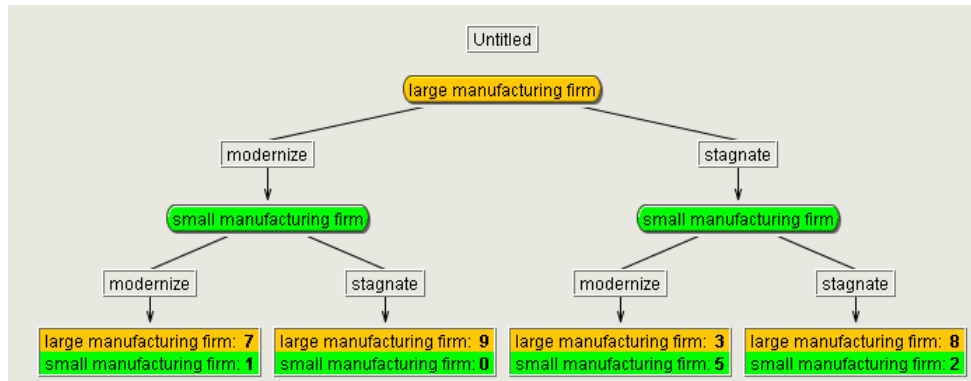 Untitled
large manufacturing firm
modernize
stagnate
small manufacturing firm
small manufacturing firm
modernize
stagnate
modernize
stagnate
large manufacturing firm: 7
small manufacturing firm: 1
large manufacturing firm: 9
small manufacturing firm: 0
large manufacturing firm: 3
small manufacturing firm: 5
large manufacturing firm: 8
small manufacturing firm: 2